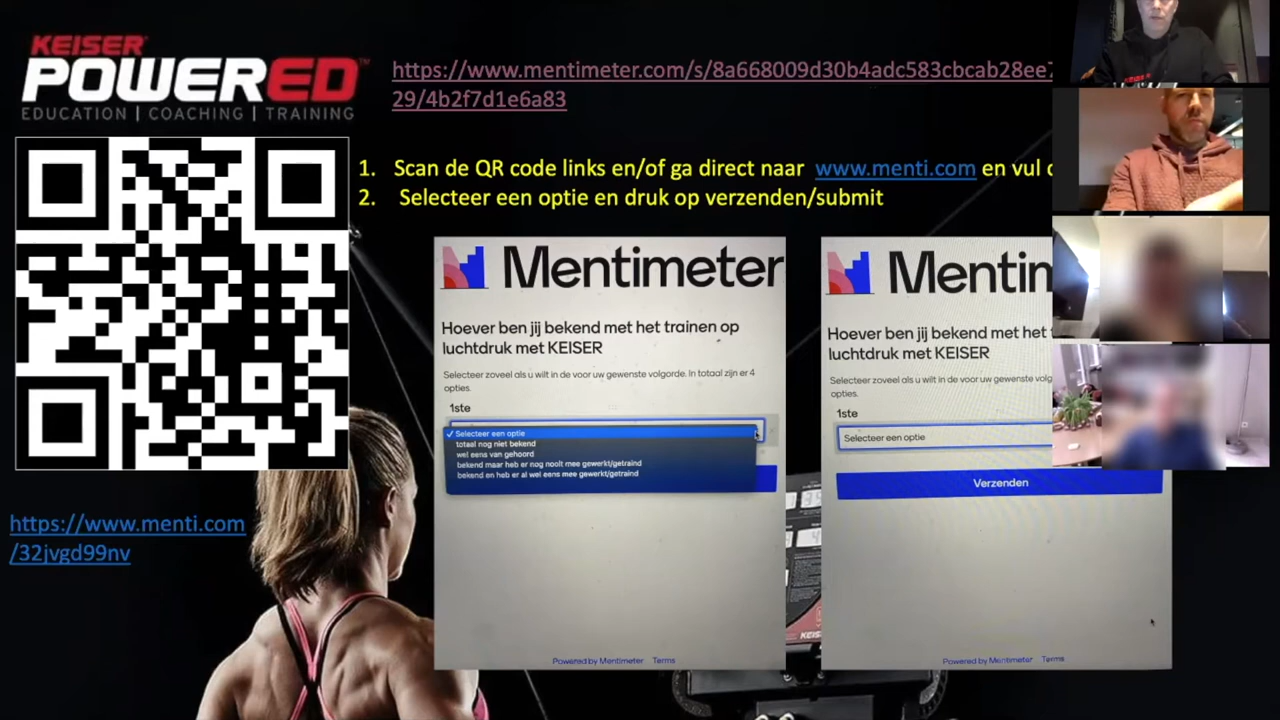 KEISER
POWERED™
EDUCATION | COACHING | TRAINING
https://www.mentimeter.com/s/8a668009d30b4adc583cbcab28ee7
29/4b2f7d1e6a83
1. Scan de QR code links en/of ga direct naar www.menti.com en vul
2. Selecteer een optie en druk op verzenden/submit
Mentimeter
Hoever ben jij bekend met het trainen op
luchtdruk met KEISER
Selecteer zoveel als u wilt in de voor uw gewenste volgorde. In totaal zijn er 4
opties.
1ste
✓ Selecteer een optie
totaal nog niet bekend
wel eens van gehoord
bekend maar heb er nog nooit mee gewerkt/getraind
bekend en heb er al wel eens mee gewerkt/getraind
Powered by Mentimeter Terms
Mentim
Hoever ben jij bekend met het
luchtdruk met KEISER
Selecteer zoveel als u wilt in de voor uw gewenste volg
opties.
1ste
Selecteer een optie
Verzenden
Powered by Mentimeter Terms
https://www.menti.com
/32jvgd99nv
KEISER